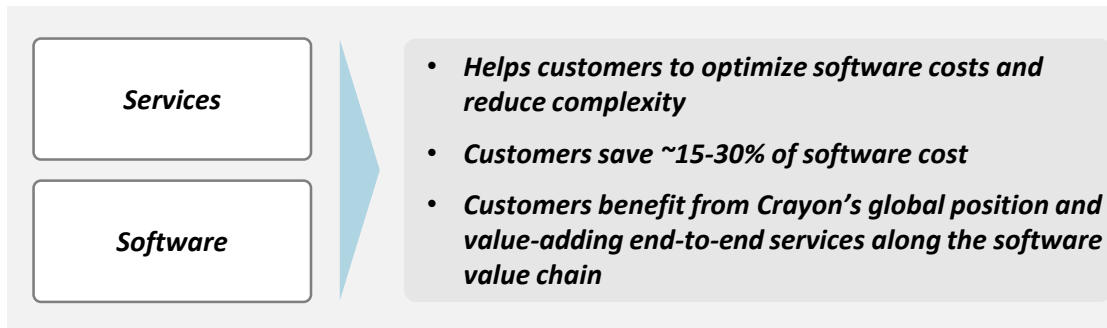 Services
Software
• Helps customers to optimize software costs and
reduce complexity
• Customers save ~15-30% of software cost
• Customers benefit from Crayon's global position and
value-adding end-to-end services along the software
value chain